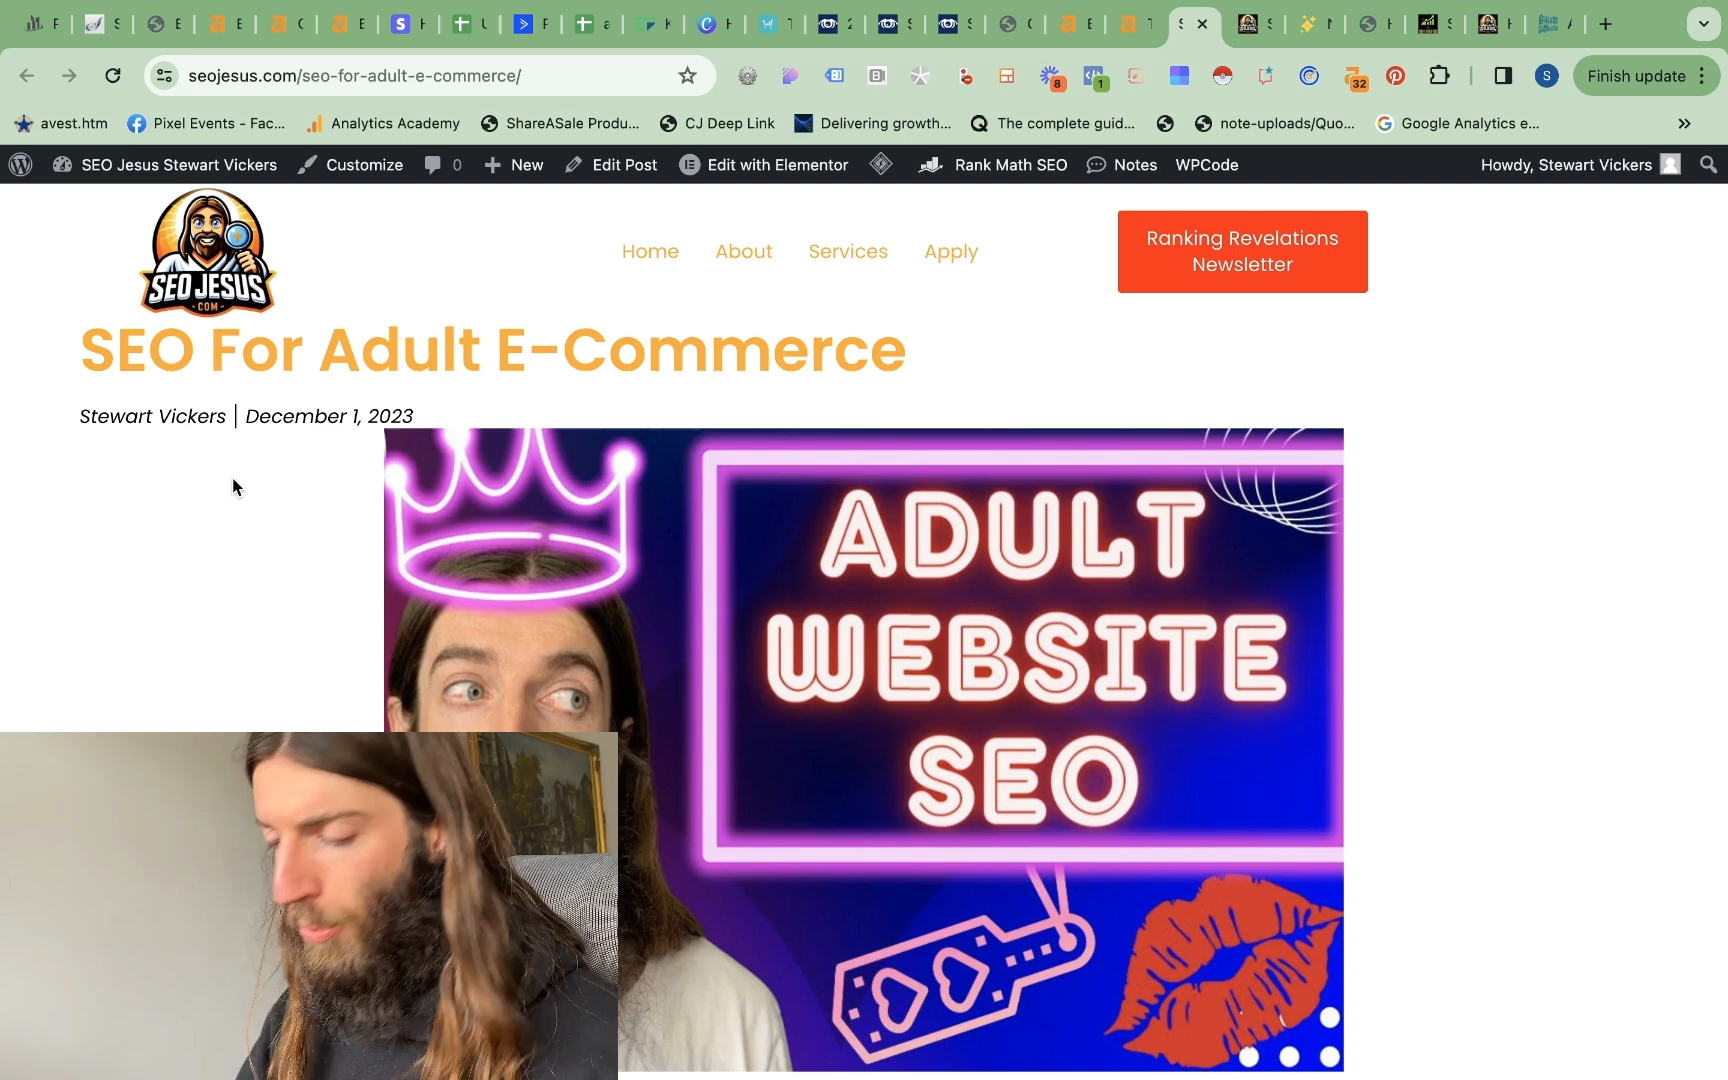 seojesus.com/seo-for-adult-e-commerce/
8
1
32
S
Finish update
avest.htm
Pixel Events - Fac...
Analytics Academy
ShareASale Produ...
CJ Deep Link
Delivering growth...
The complete guid...
note-uploads/Quo...
Google Analytics e...
SEO Jesus Stewart Vickers
Customize
0
New
Edit Post
Edit with Elementor
Rank Math SEO
Notes
WPCode
Howdy, Stewart Vickers
SEO JESUS
-COM-
Home
About
Services
Apply
Ranking Revelations
Newsletter
SEO For Adult E-Commerce
Stewart Vickers | December 1, 2023
ADULT
WEBSITE
SEO